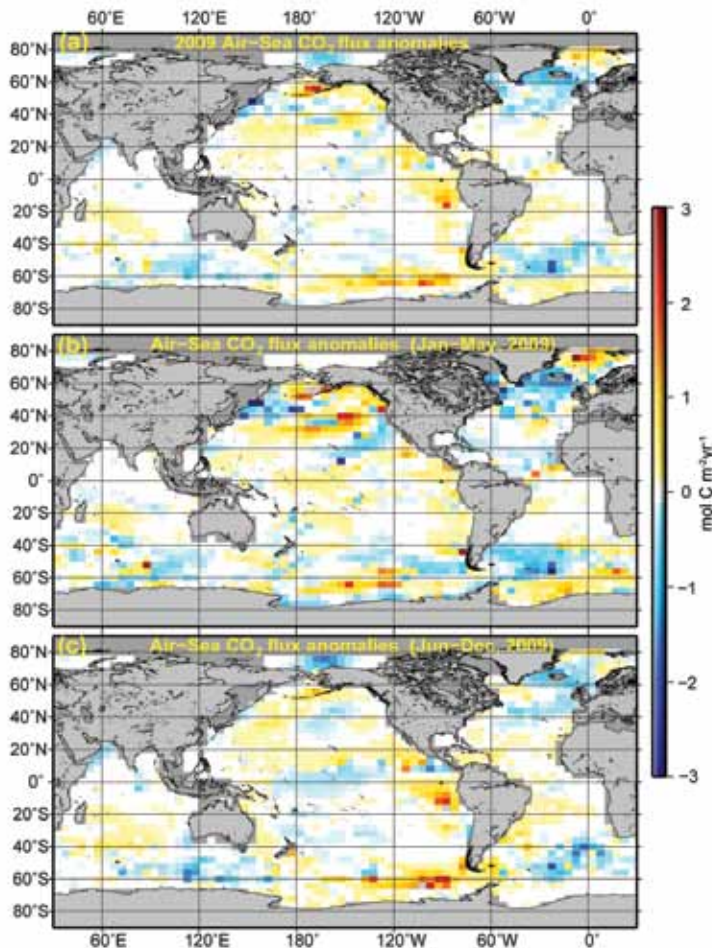 60°E 120°E 180° 120°W 60°W 0°
(a) 2009 Air-Sea CO₂ flux anomalies
80°N
60°N
40°N
20°N
0°
20°S
40°S
60°S
80°S
(b) Air-Sea CO₂ flux anomalies (Jan-May, 2009)
80°N
60°N
40°N
20°N
0°
20°S
40°S
60°S
80°S
(c) Air-Sea CO₂ flux anomalies (Jun-Dec, 2009)
80°N
60°N
40°N
20°N
0°
20°S
40°S
60°S
80°S
60°E 120°E 180° 120°W 60°W 0°
3
2
1
0
−1
−2
−3
mol C m⁻²yr⁻¹